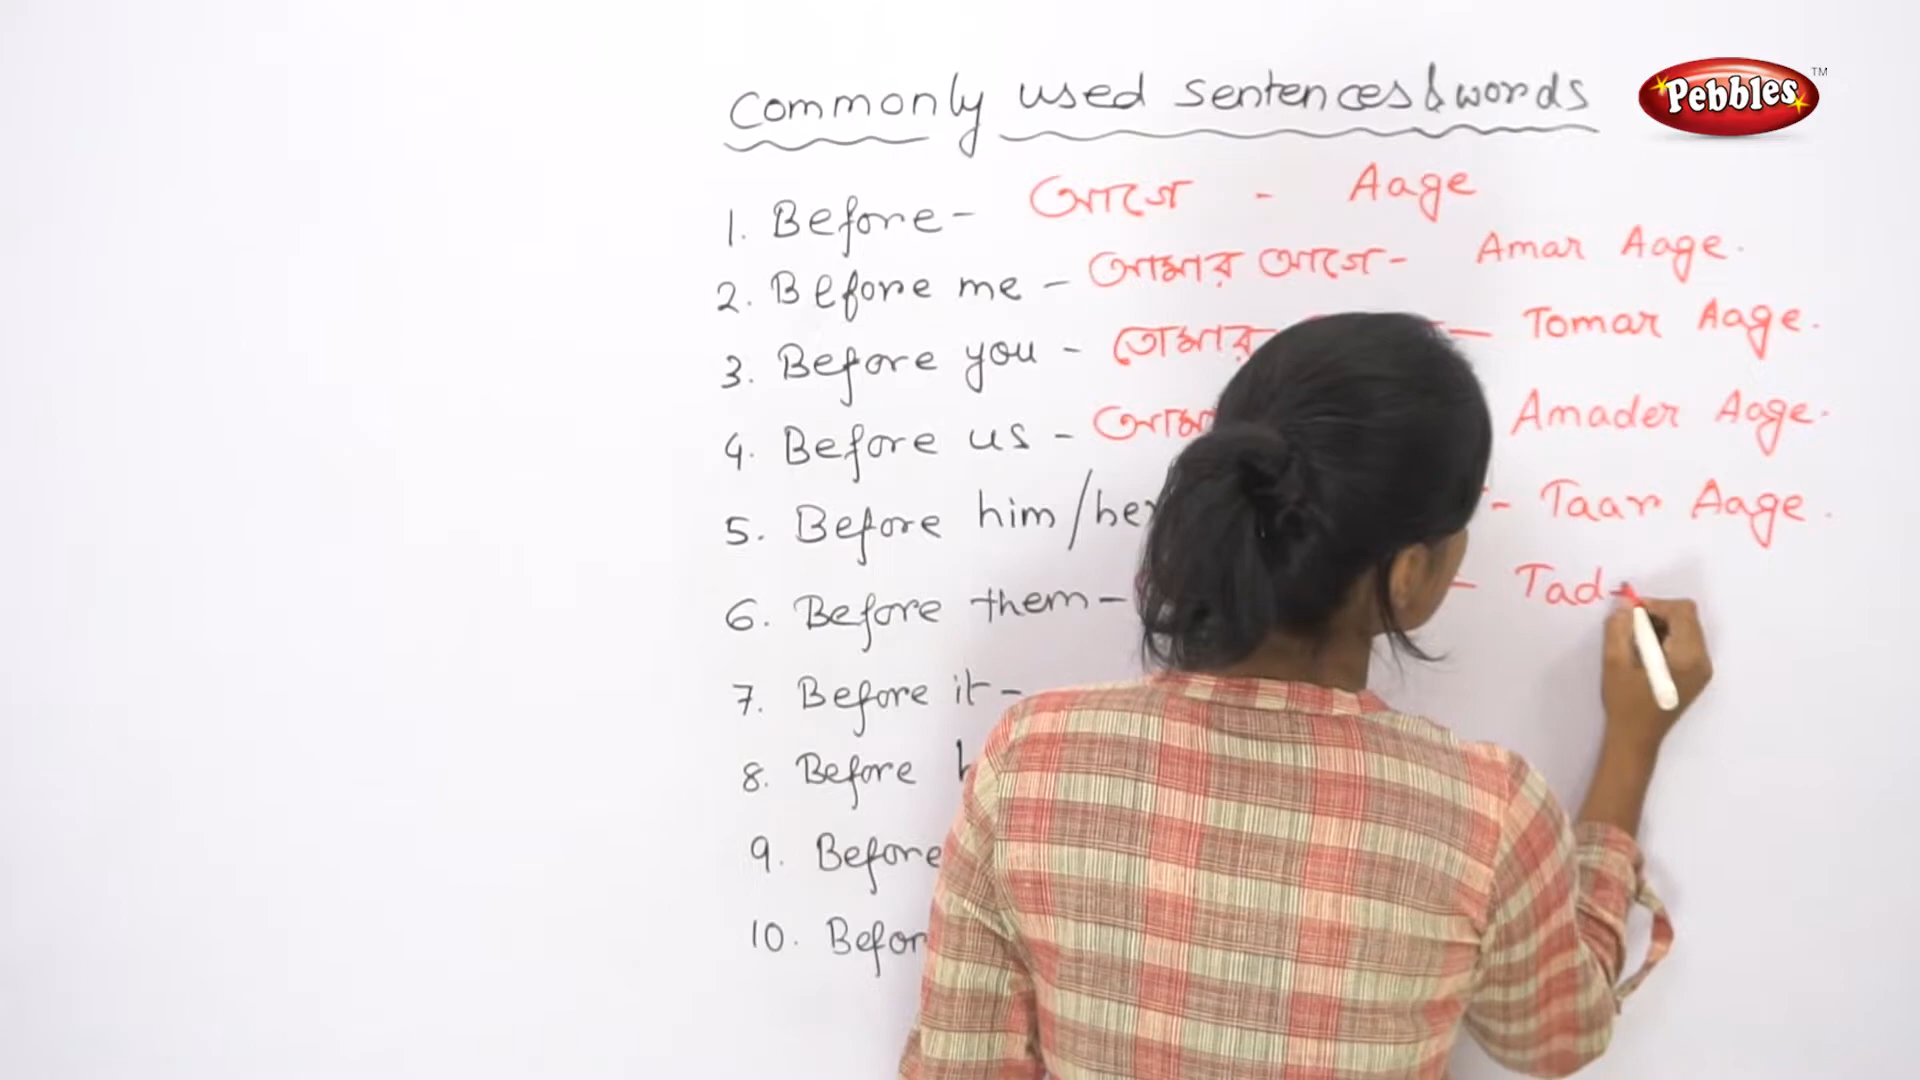 Commonly used sentences & words
Pebbles TM
1. Before - আগে - Aage
2. Before me - আমার আগে - Amar Aage.
3. Before you - তোমার - Tomar Aage.
4. Before us - Amader Aage.
5. Before him/her - Taar Aage.
6. Before them - - Tad
7. Before it -
8. Before
9. Before
10.